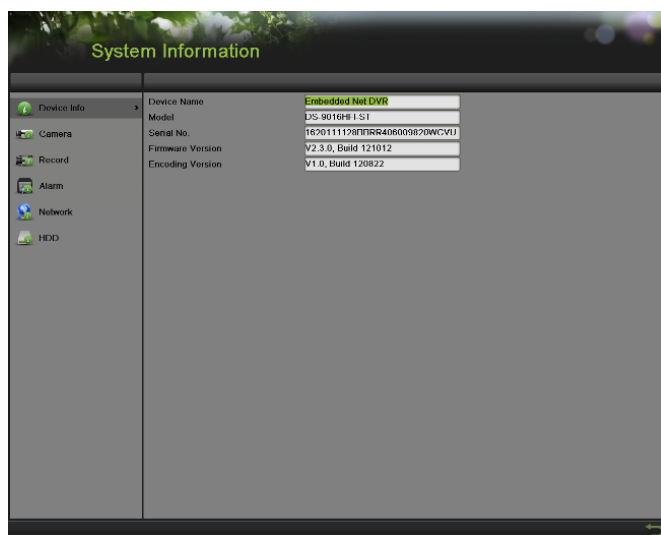 System Information
Device Info
Camera
Record
Alarm
Network
HDD
Device Name Embedded Net DVR
Model DS-9016HFI-ST
Serial No.
Firmware Version V2.3.0, Build 121012
Encoding Version V1.0, Build 120822